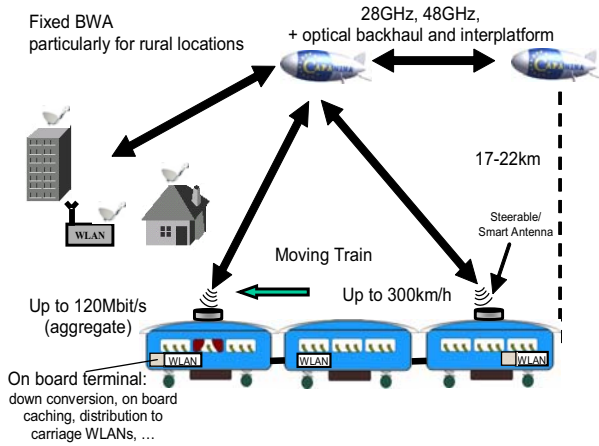 Fixed BWA
particularly for rural locations
28GHz, 48GHz,
+ optical backhaul and interplatform
CAPANINA
17-22km
Steerable/
Smart Antenna
WLAN
Moving Train
Up to 300km/h
Up to 120Mbit/s
(aggregate)
WLAN
WLAN
WLAN
On board terminal:
down conversion, on board
caching, distribution to
carriage WLANs, …